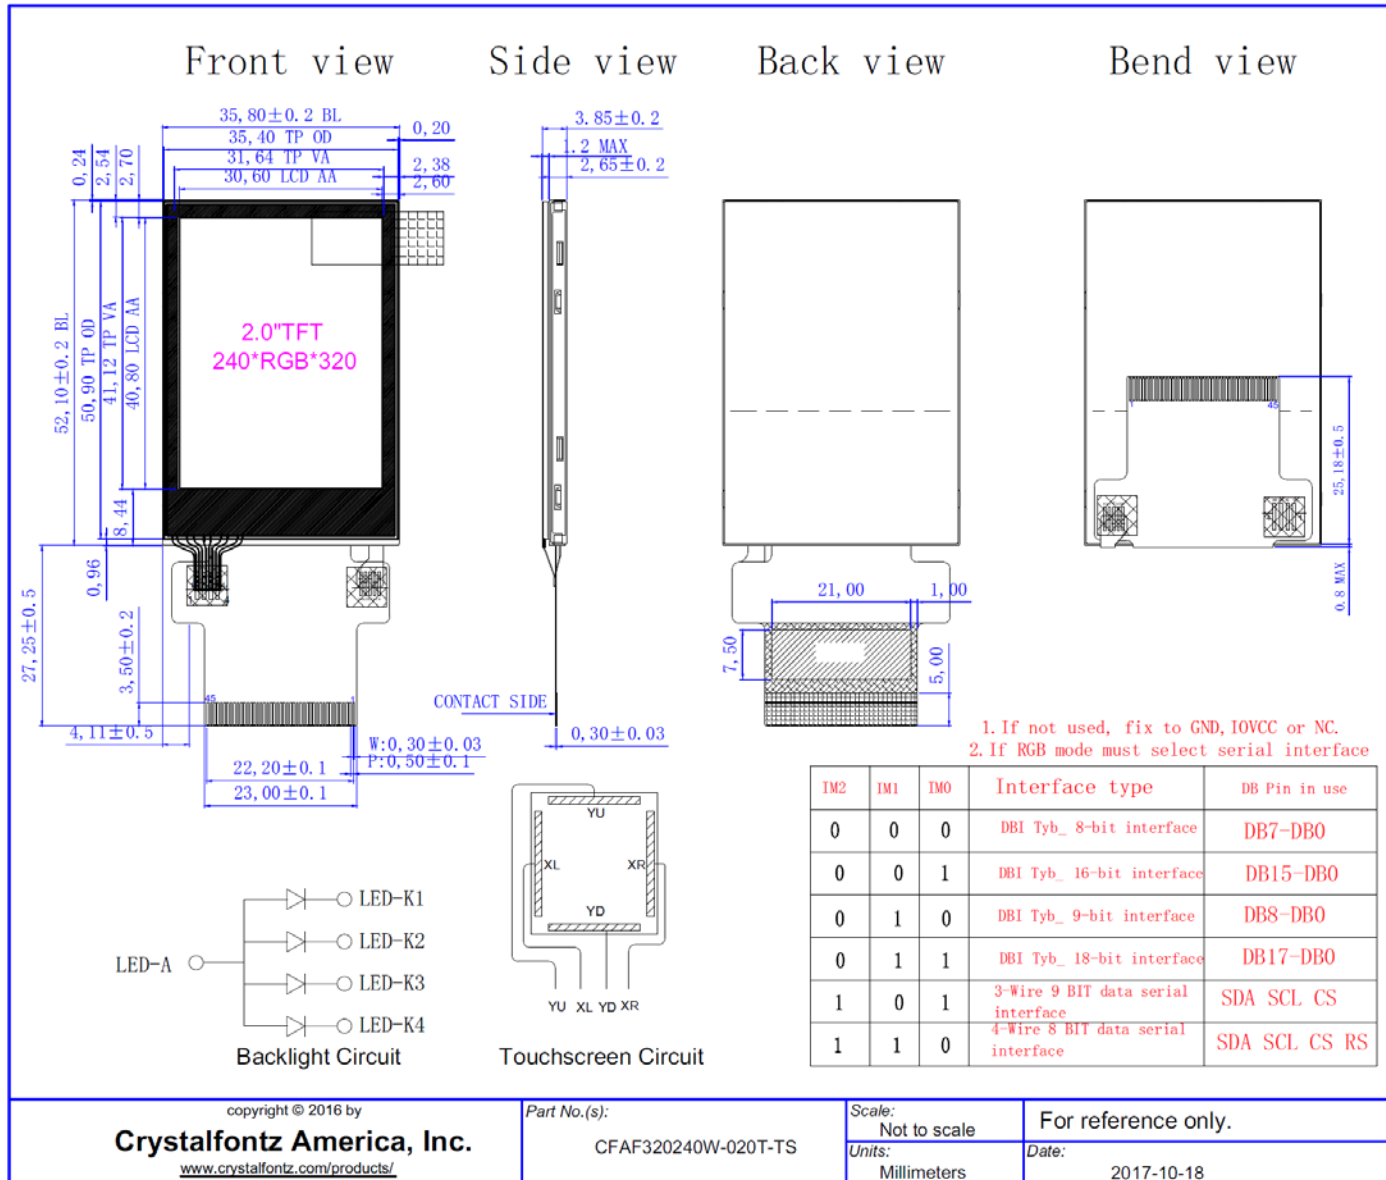 Front view
Side view
Back view
Bend view
35,80±0.2 BL
35,40 TP OD
31,64 TP VA
30,60 LCD AA
0,20
2,38
2,60
0,24
2,54
2,70
52,10±0.2 BL
50,90 TP OD
41,12 TP VA
40,80 LCD AA
2.0"TFT
240*RGB*320
8,44
0,96
27,25±0.5
3,50±0.2
45
1
4,11±0.5
W:0,30±0.03
P:0,50±0.1
22,20±0.1
23,00±0.1
3.85±0.2
1.2 MAX
2,65±0.2
CONTACT SIDE
0,30±0.03
21,00
1,00
7,50
5,00
1
45
25,18±0.5
0.8 MAX
1. If not used, fix to GND, IOVCC or NC.
2. If RGB mode must select serial interface
IM2 IM1 IM0 Interface type DB Pin in use
0 0 0 DBI Tyb_ 8-bit interface DB7-DB0
0 0 1 DBI Tyb_ 16-bit interface DB15-DB0
0 1 0 DBI Tyb_ 9-bit interface DB8-DB0
0 1 1 DBI Tyb_ 18-bit interface DB17-DB0
1 0 1 3-Wire 9 BIT data serial interface SDA SCL CS
1 1 0 4-Wire 8 BIT data serial interface SDA SCL CS RS
LED-A
LED-K1
LED-K2
LED-K3
LED-K4
Backlight Circuit
YU
XL
XR
YD
YU XL YD XR
Touchscreen Circuit
copyright © 2016 by
Crystalfontz America, Inc.
www.crystalfontz.com/products/
Part No.(s):
CFAF320240W-020T-TS
Scale:
Not to scale
Units:
Millimeters
For reference only.
Date:
2017-10-18